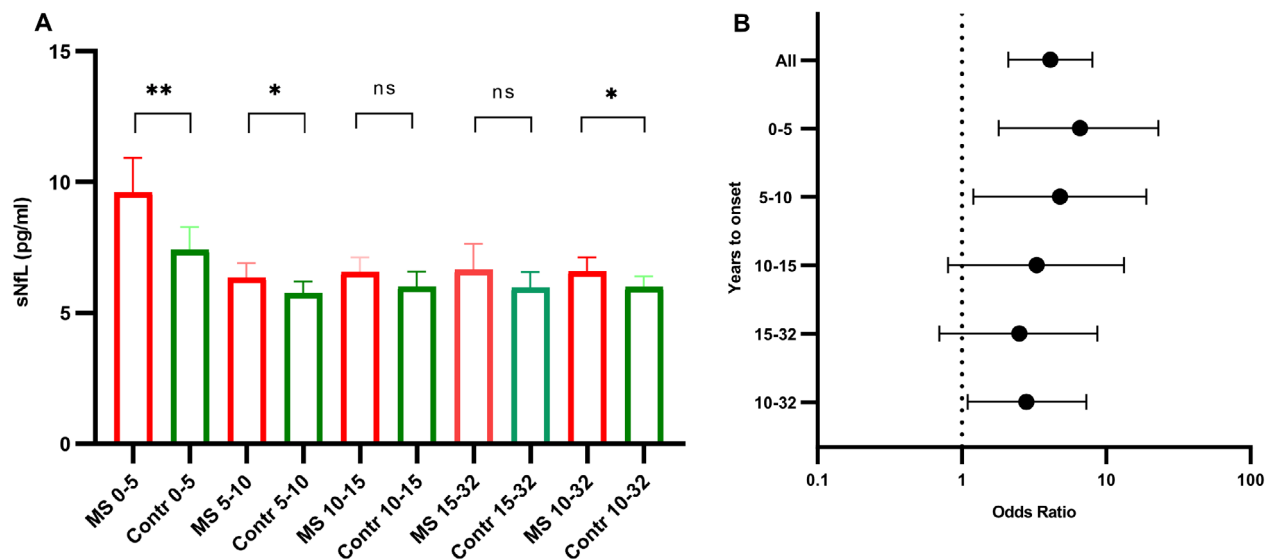 A
15
10
5
0
sNfL (pg/ml)
**
*
ns
ns
*
MS 0-5
Contr 0-5
MS 5-10
Contr 5-10
MS 10-15
Contr 10-15
MS 15-32
Contr 15-32
MS 10-32
Contr 10-32
B
Years to onset
All
0-5
5-10
10-15
15-32
10-32
0.1
1
10
100
Odds Ratio